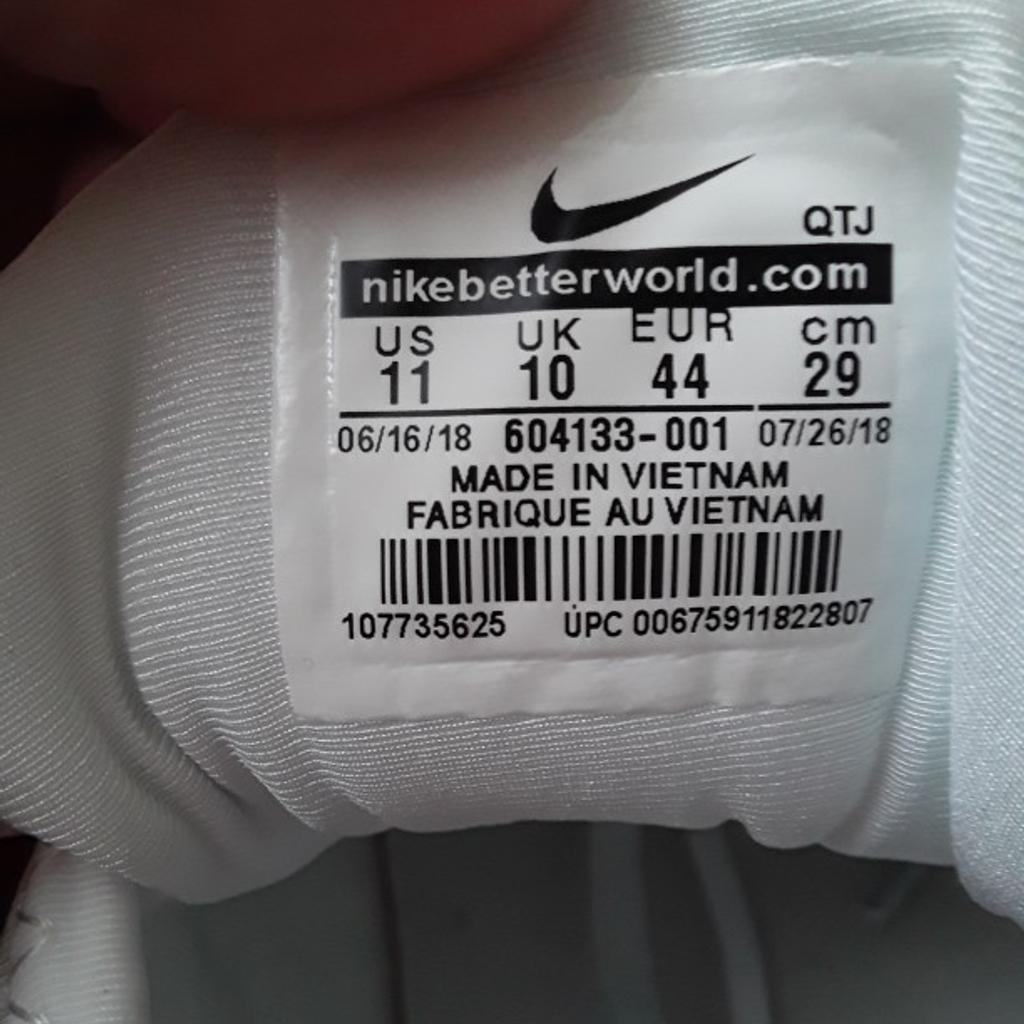 QTJ
nikebetterworld.com
US UK EUR cm
11 10 44 29
06/16/18 604133-001 07/26/18
MADE IN VIETNAM
FABRIQUE AU VIETNAM
107735625 UPC 00675911822807